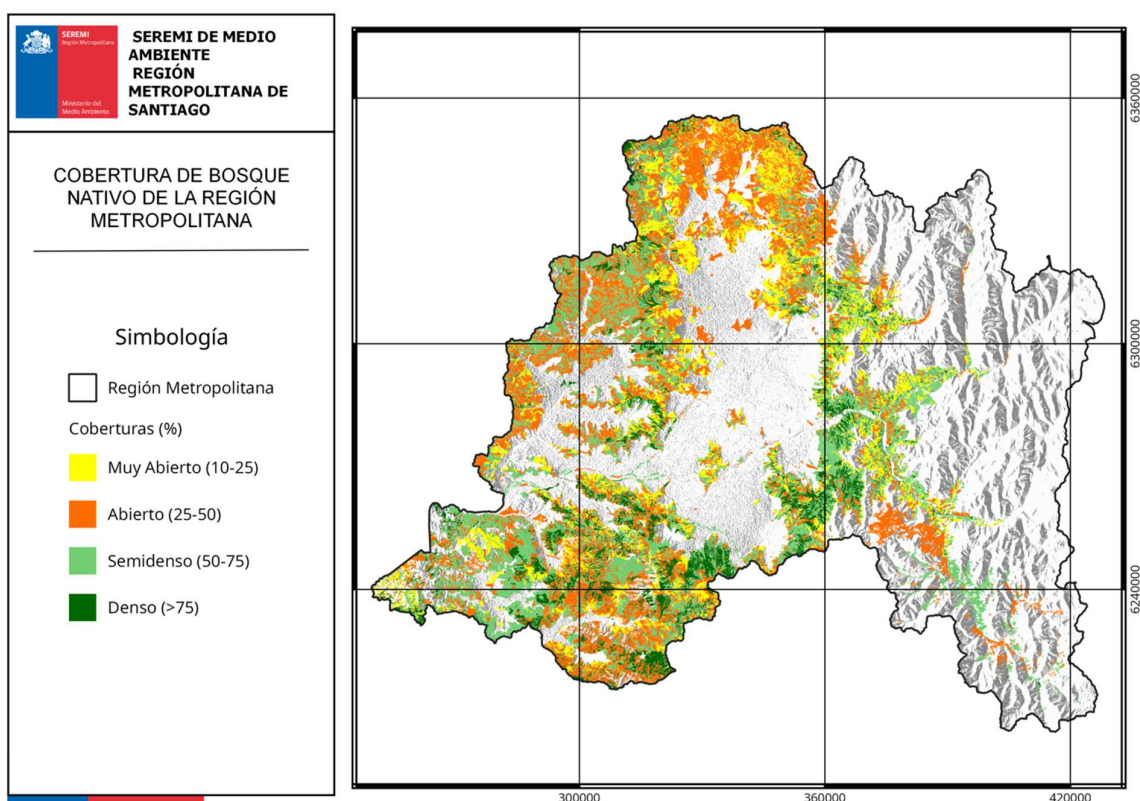 SEREMI
Región Metropolitana
Ministerio del
Medio Ambiente
SEREMI DE MEDIO
AMBIENTE
REGIÓN
METROPOLITANA DE
SANTIAGO
COBERTURA DE BOSQUE
NATIVO DE LA REGIÓN
METROPOLITANA
Simbología
Región Metropolitana
Coberturas (%)
Muy Abierto (10-25)
Abierto (25-50)
Semidenso (50-75)
Denso (>75)
6360000
6300000
6240000
300000
360000
420000